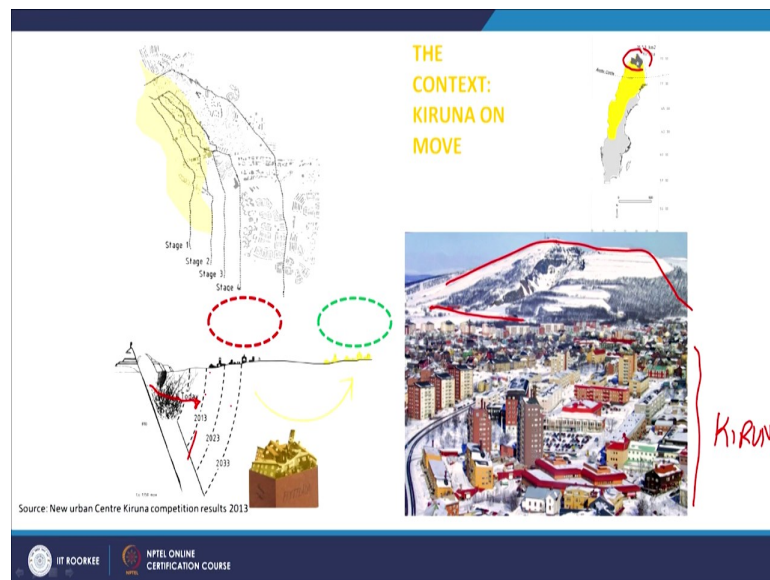 THE
CONTEXT:
KIRUNA ON
MOVE
Stage 1
Stage 2
Stage 3
Stage 4
2013
2023
2033
KIRUN
Source: New urban Centre Kiruna competition results 2013
IIT ROORKEE
NPTEL ONLINE
CERTIFICATION COURSE